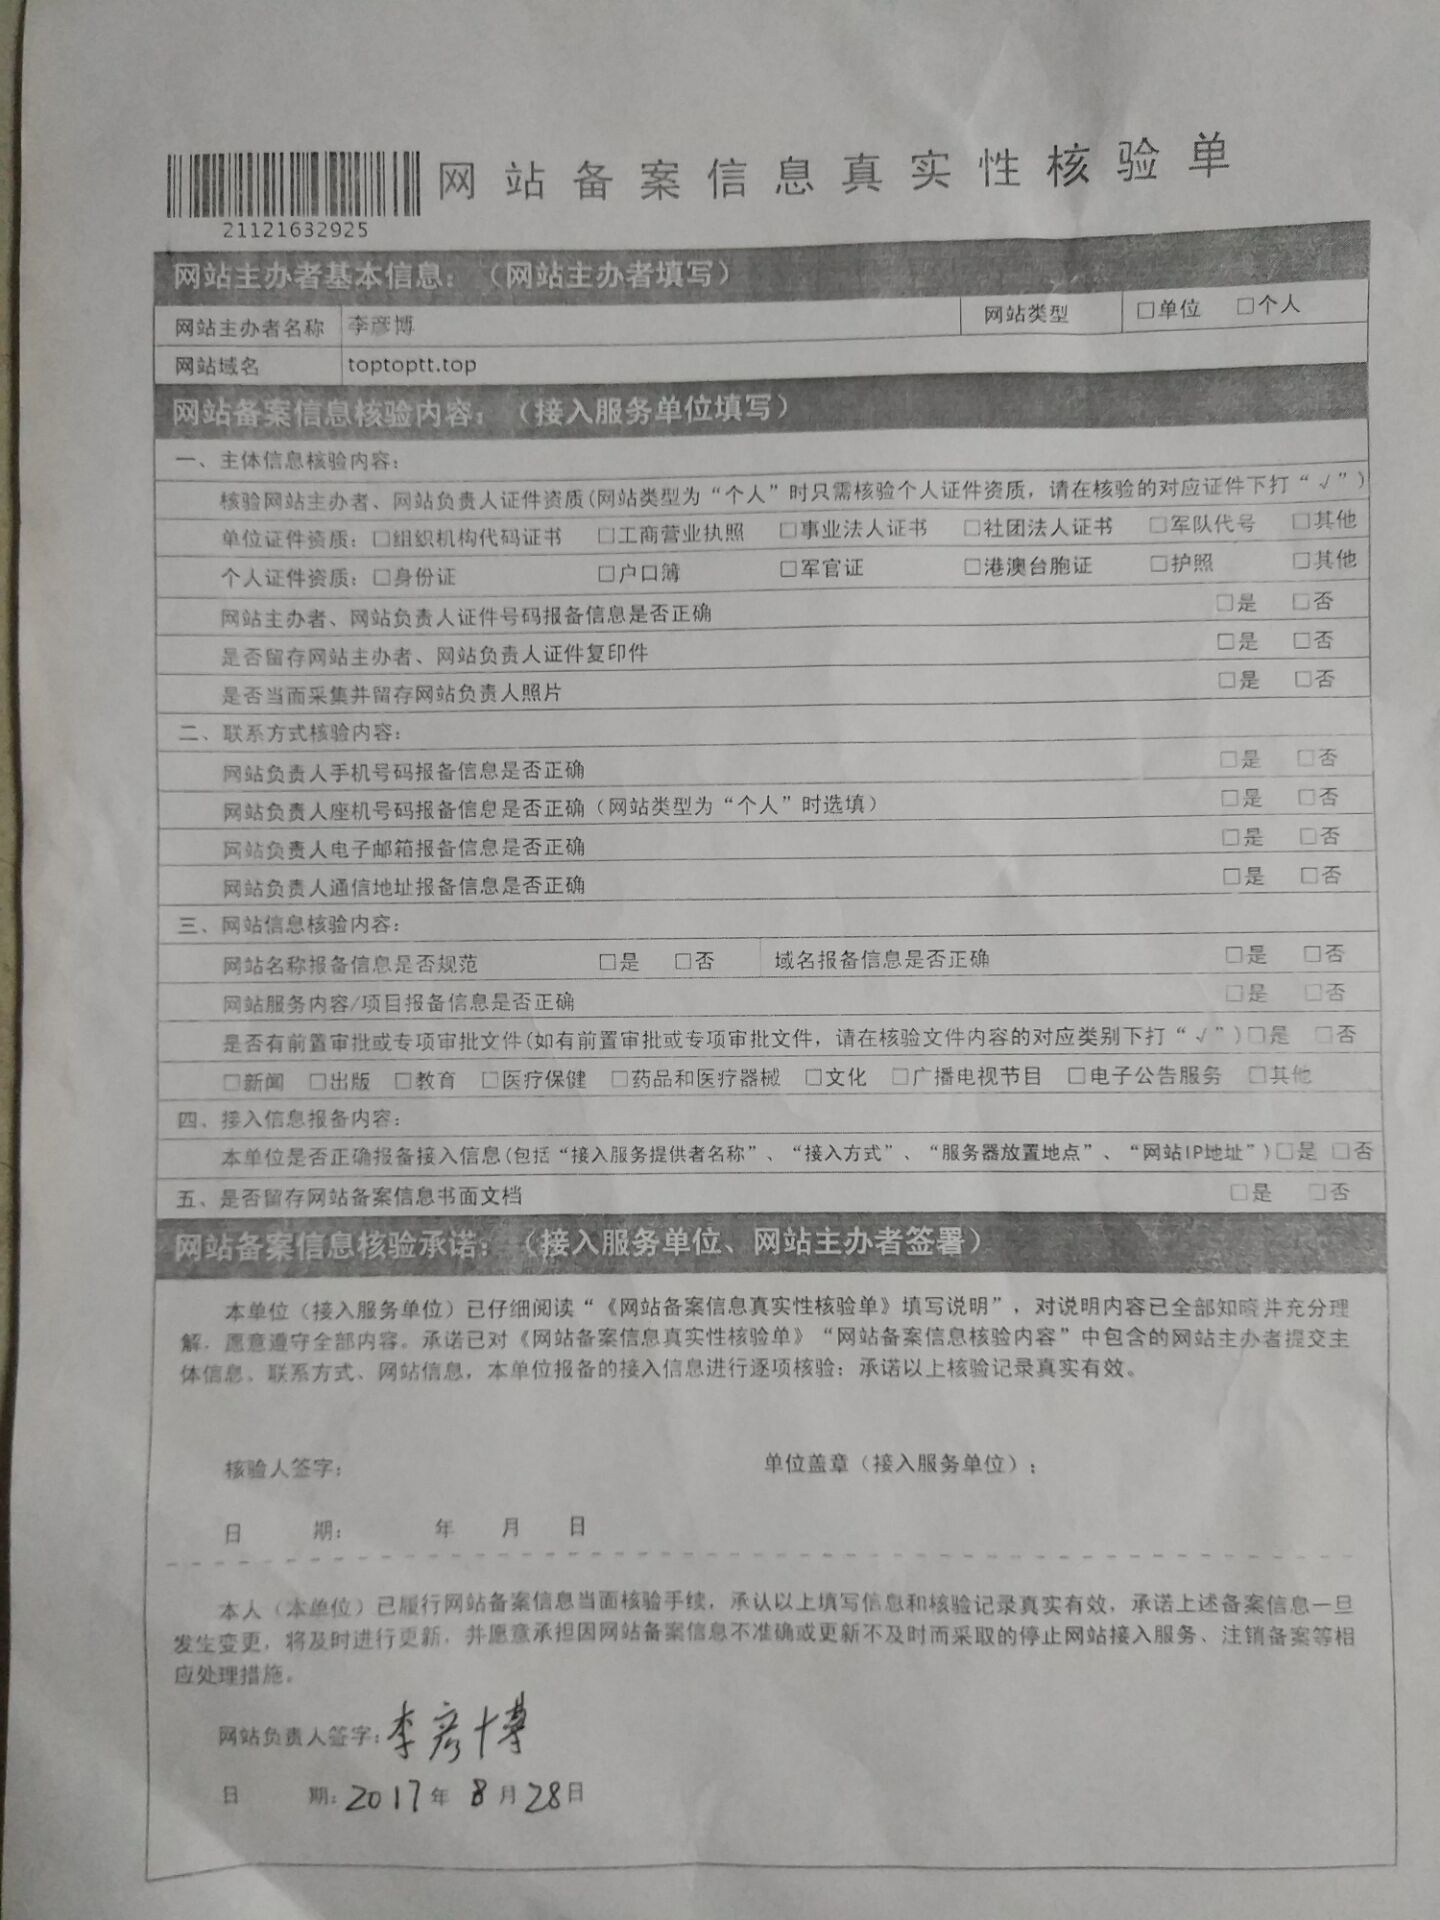 网站备案信息真实性核验单
21121632925
网站主办者基本信息：（网站主办者填写）
网站主办者名称 李彦博 网站类型 □单位 □个人
网站域名 toptoptt.top
网站备案信息核验内容：（接入服务单位填写）
一、主体信息核验内容：
核验网站主办者、网站负责人证件资质(网站类型为“个人”时只需核验个人证件资质，请在核验的对应证件下打“√”)
单位证件资质：□组织机构代码证书 □工商营业执照 □事业法人证书 □社团法人证书 □军队代号 □其他
个人证件资质：□身份证 □户口簿 □军官证 □港澳台胞证 □护照 □其他
网站主办者、网站负责人证件号码报备信息是否正确 □是 □否
是否留存网站主办者、网站负责人证件复印件 □是 □否
是否当面采集并留存网站负责人照片 □是 □否
二、联系方式核验内容：
网站负责人手机号码报备信息是否正确 □是 □否
网站负责人座机号码报备信息是否正确（网站类型为“个人”时选填） □是 □否
网站负责人电子邮箱报备信息是否正确 □是 □否
网站负责人通信地址报备信息是否正确 □是 □否
三、网站信息核验内容：
网站名称报备信息是否规范 □是 □否 域名报备信息是否正确 □是 □否
网站服务内容/项目报备信息是否正确 □是 □否
是否有前置审批或专项审批文件(如有前置审批或专项审批文件，请在核验文件内容的对应类别下打“√”)□是 □否
□新闻 □出版 □教育 □医疗保健 □药品和医疗器械 □文化 □广播电视节目 □电子公告服务 □其他
四、接入信息报备内容：
本单位是否正确报备接入信息(包括“接入服务提供者名称”、“接入方式”、“服务器放置地点”、“网站IP地址”)□是 □否
五、是否留存网站备案信息书面文档 □是 □否
网站备案信息核验承诺：（接入服务单位、网站主办者签署）
本单位（接入服务单位）已仔细阅读“《网站备案信息真实性核验单》填写说明”，对说明内容已全部知晓并充分理
解，愿意遵守全部内容。承诺已对《网站备案信息真实性核验单》“网站备案信息核验内容”中包含的网站主办者提交主
体信息、联系方式、网站信息，本单位报备的接入信息进行逐项核验；承诺以上核验记录真实有效。
核验人签字： 单位盖章（接入服务单位）：
日 期： 年 月 日
本人（本单位）已履行网站备案信息当面核验手续，承认以上填写信息和核验记录真实有效，承诺上述备案信息一旦
发生变更，将及时进行更新，并愿意承担因网站备案信息不准确或更新不及时而采取的停止网站接入服务、注销备案等相
应处理措施。
网站负责人签字：李彦博
日 期：2017年 8月28日